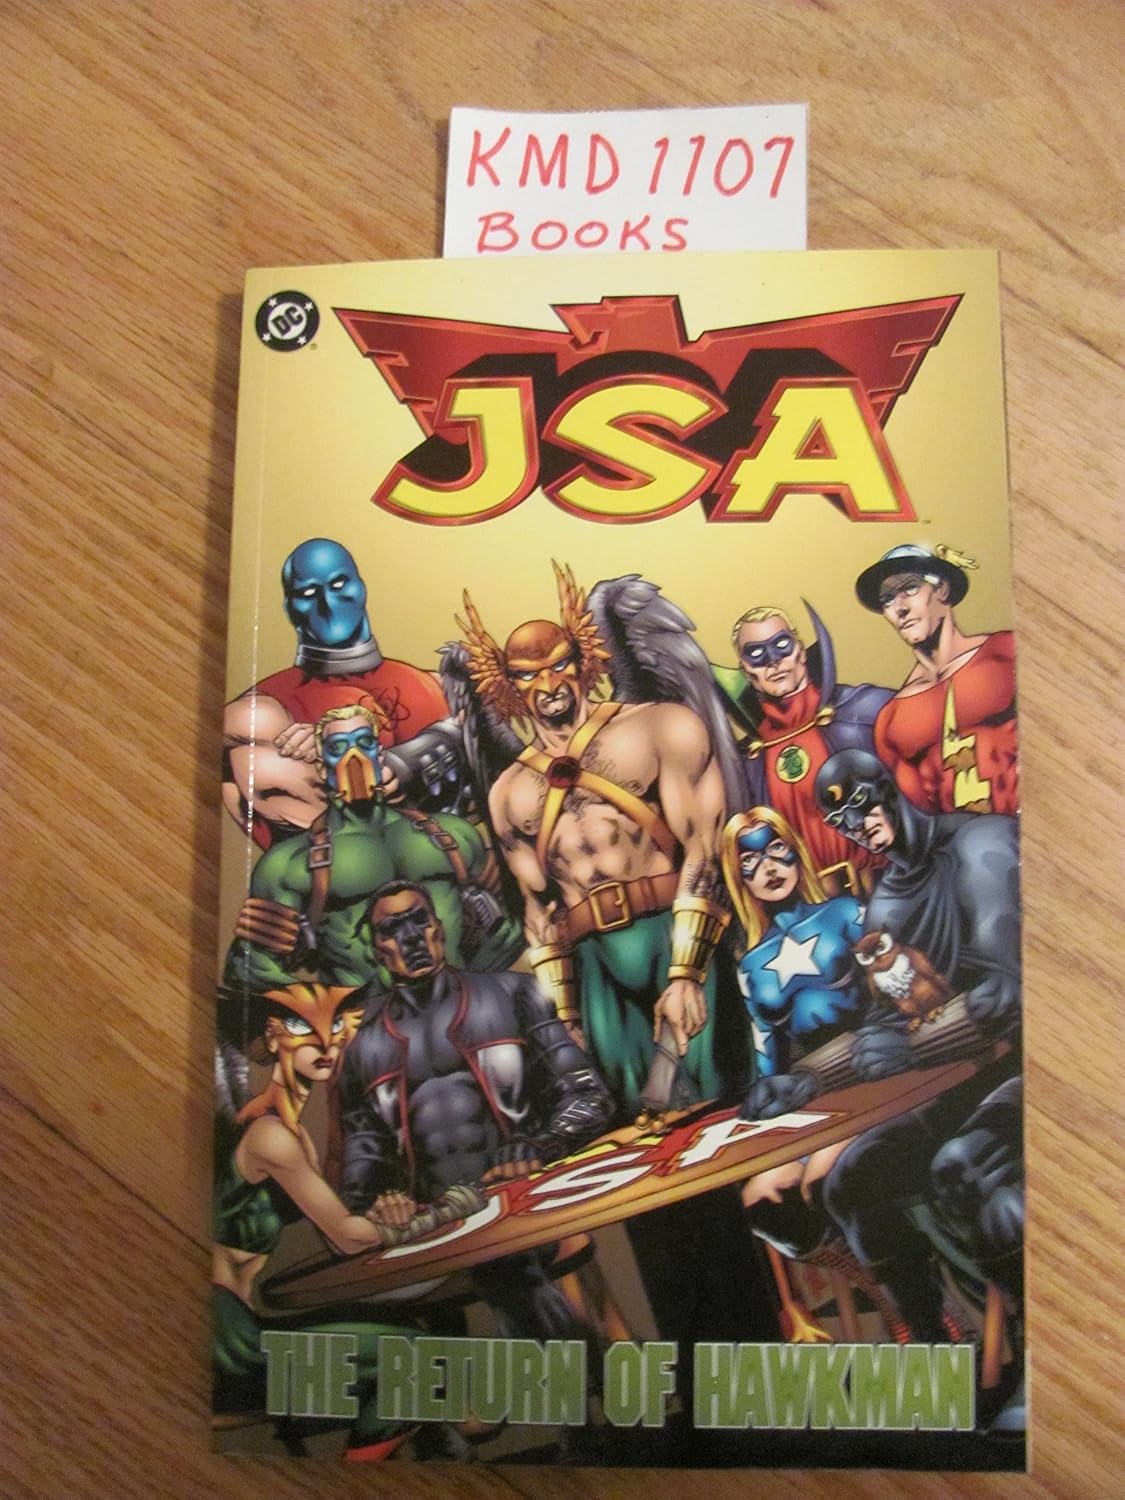 KMD 1107
BOOKS
DC
JSA
JSA
THE RETURN OF HAWKMAN